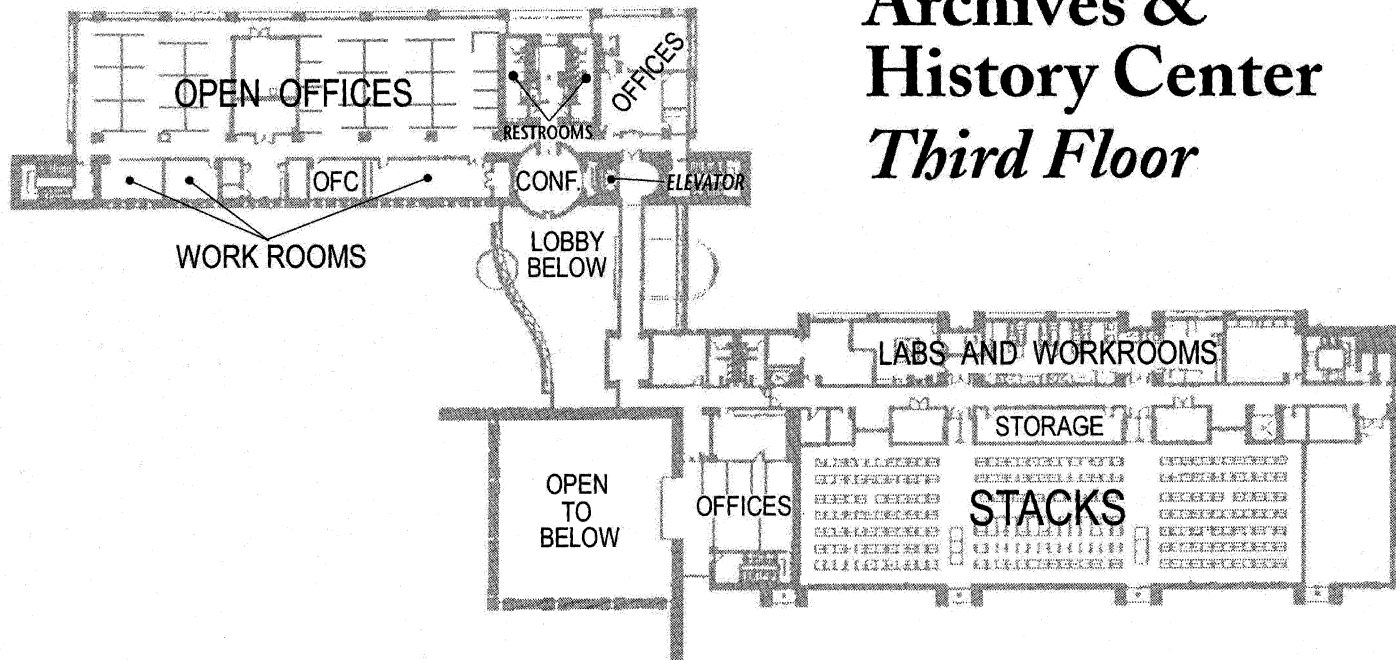 Archives &
History Center
Third Floor
OPEN OFFICES
OFFICES
RESTROOMS
OFC
CONF.
ELEVATOR
WORK ROOMS
LOBBY
BELOW
LABS AND WORKROOMS
STORAGE
OPEN
TO
BELOW
OFFICES
STACKS